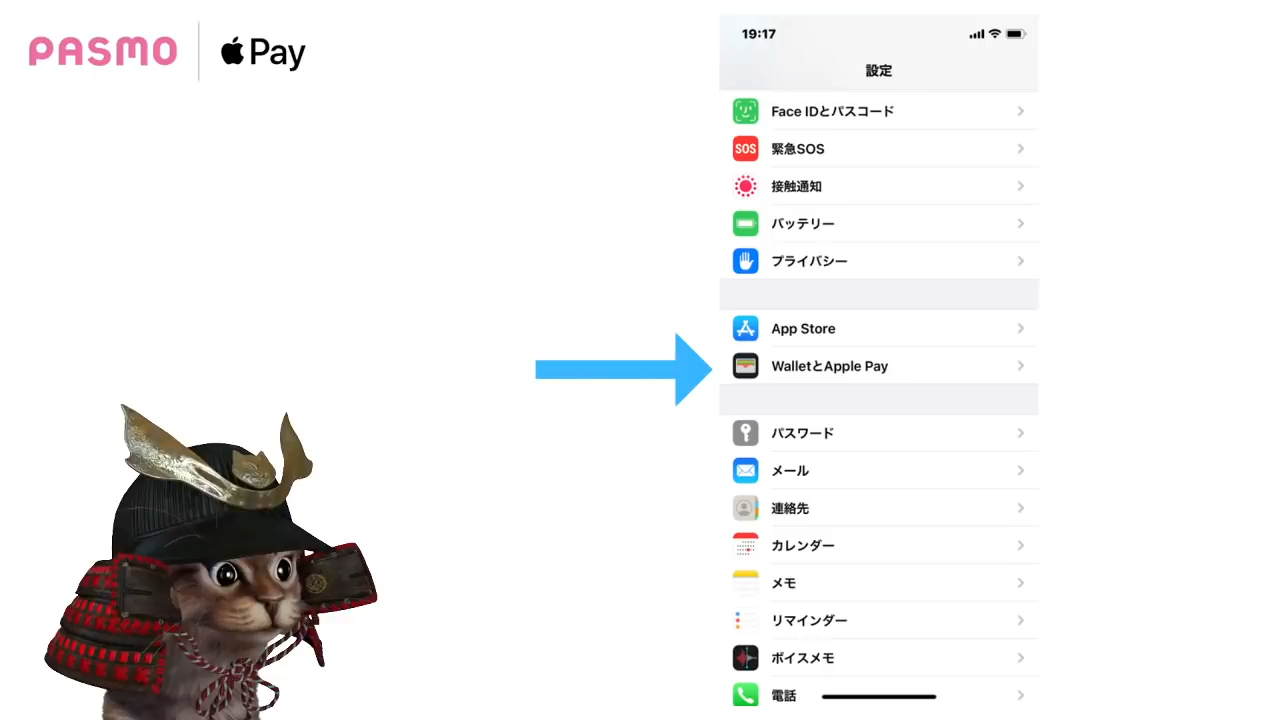 PASMO
Pay
19:17
設定
Face IDとパスコード
SOS
緊急SOS
接触通知
バッテリー
プライバシー
App Store
WalletとApple Pay
パスワード
メール
連絡先
カレンダー
メモ
リマインダー
ボイスメモ
電話